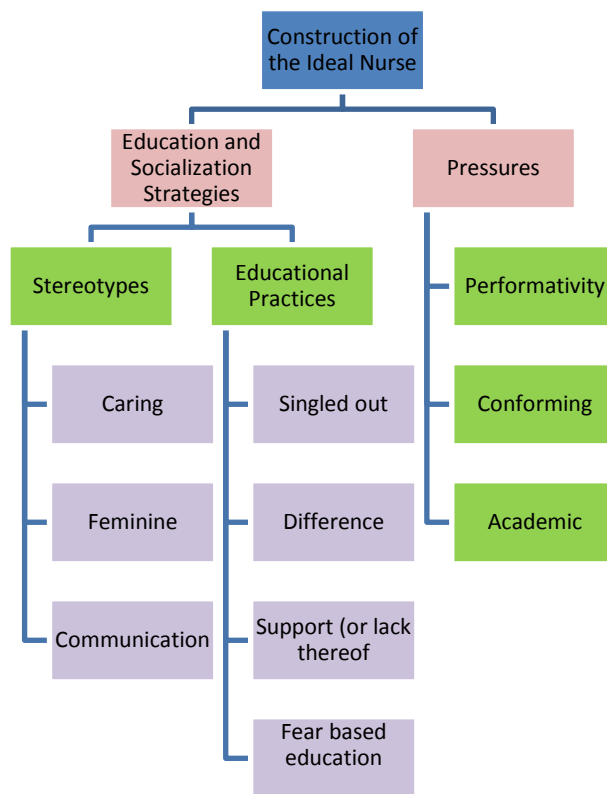 Construction of
the Ideal Nurse
Education and
Socialization
Strategies
Pressures
Stereotypes
Educational
Practices
Performativity
Caring
Singled out
Conforming
Feminine
Difference
Academic
Communication
Support (or lack
thereof
Fear based
education